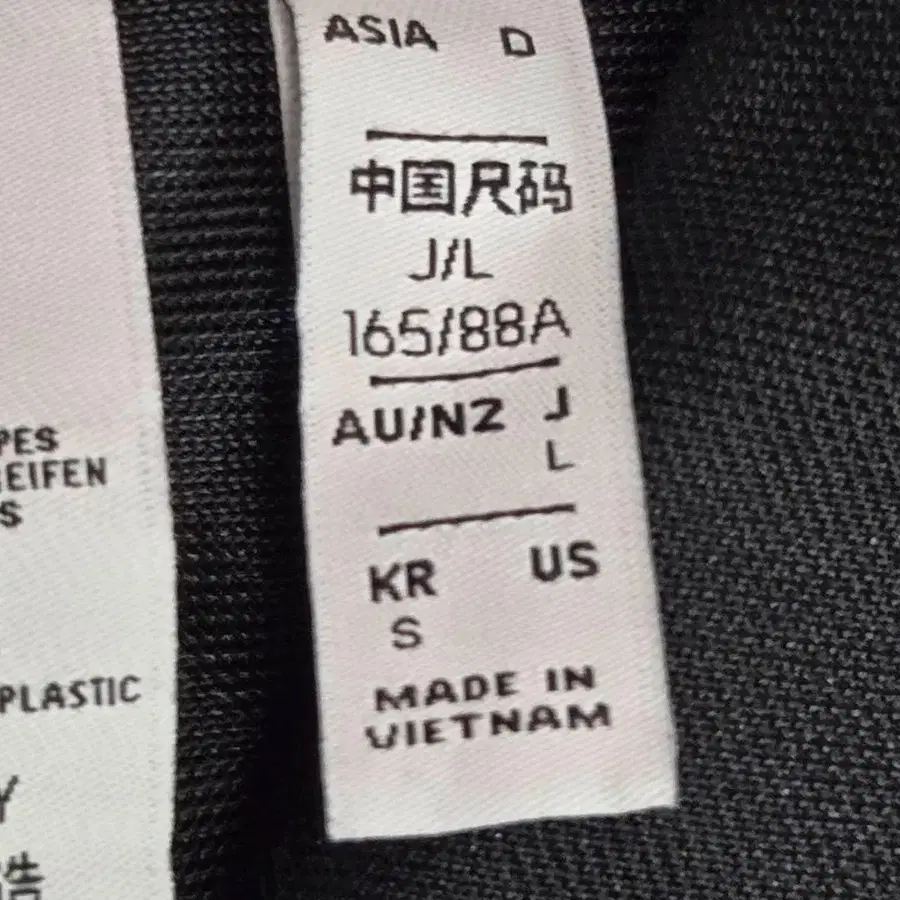 PES
EIFEN
S
PLASTIC
Y
ASIA D
中国尺码
J/L
165/88A
AU/NZ J
L
KR US
S
MADE IN
VIETNAM